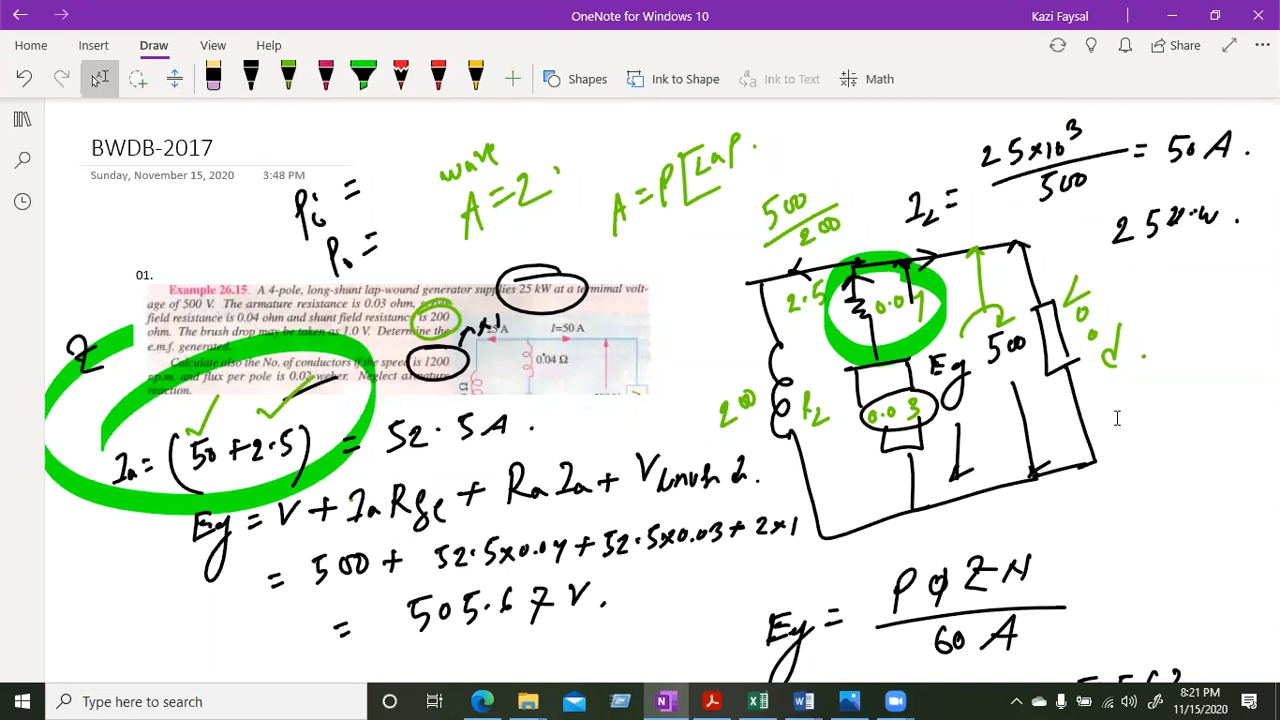 OneNote for Windows 10
Kazi Faysal
Home Insert Draw View Help
Share
Shapes
Ink to Shape
Ink to Text
Math
BWDB-2017
Sunday, November 15, 2020 3:48 PM
Pi =
Po =
wave
A = 2
A = P [Lap.
IL = 25×10³ / 500 = 50 A.
500 / 200
01.
Example 26.15. A 4-pole, long-shunt lap-wound generator supplies 25 kW at a terminal volt-
age of 500 V. The armature resistance is 0.03 ohm,
field resistance is 0.04 ohm and shunt field resistance is 200
ohm. The brush drop may be taken as 1.0 V. Determine the
e.m.f. generated.
Calculate also the No. of conductors if the speed is 1200
r.p.m. and flux per pole is 0.02 weber. Neglect armature
reaction.
I=50 A
0·04 Ω
2.5
0.04
200
0.03
Eg
500
Z
Ia = (50 + 2.5) = 52.5 A.
Eg = V + Ia Rse + Ra Ia +
= 500 + 52.5×0.04 + 52.5×0.03 + 2×1
= 505.67 V.
Eg = PφZN / 60 A
Type here to search
8:21 PM
11/15/2020